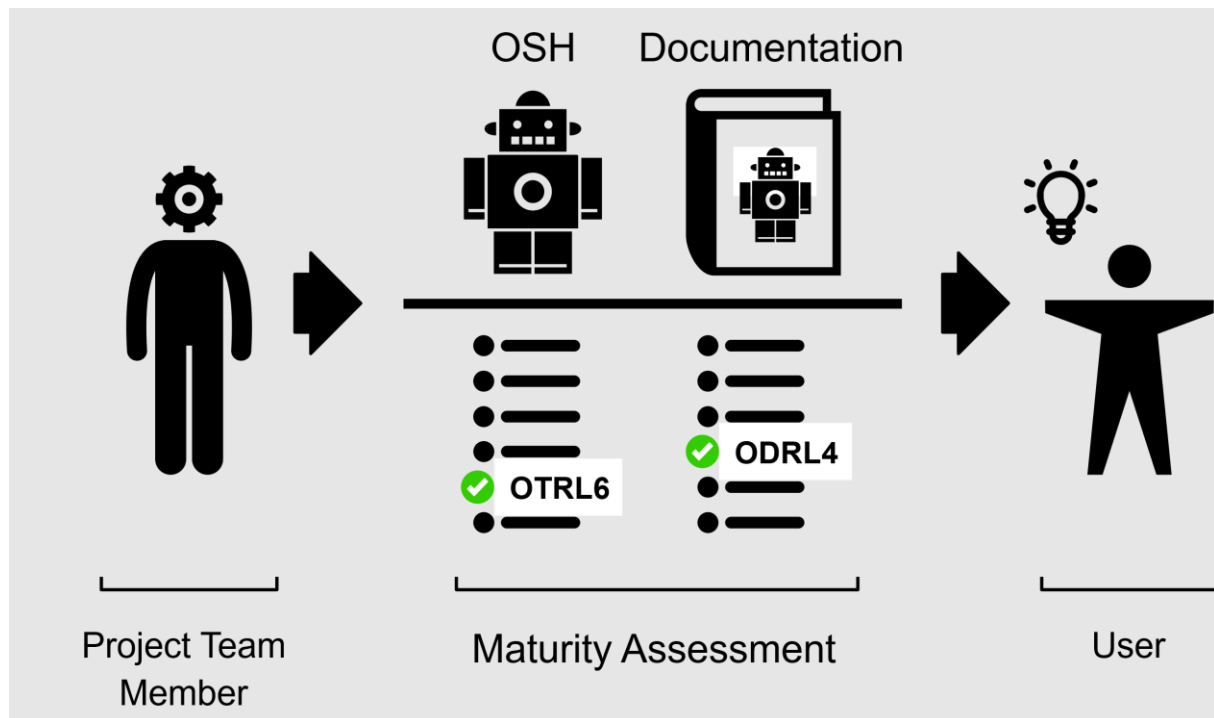 OSH
Documentation
ODRL4
OTRL6
Project Team
Member
Maturity Assessment
User